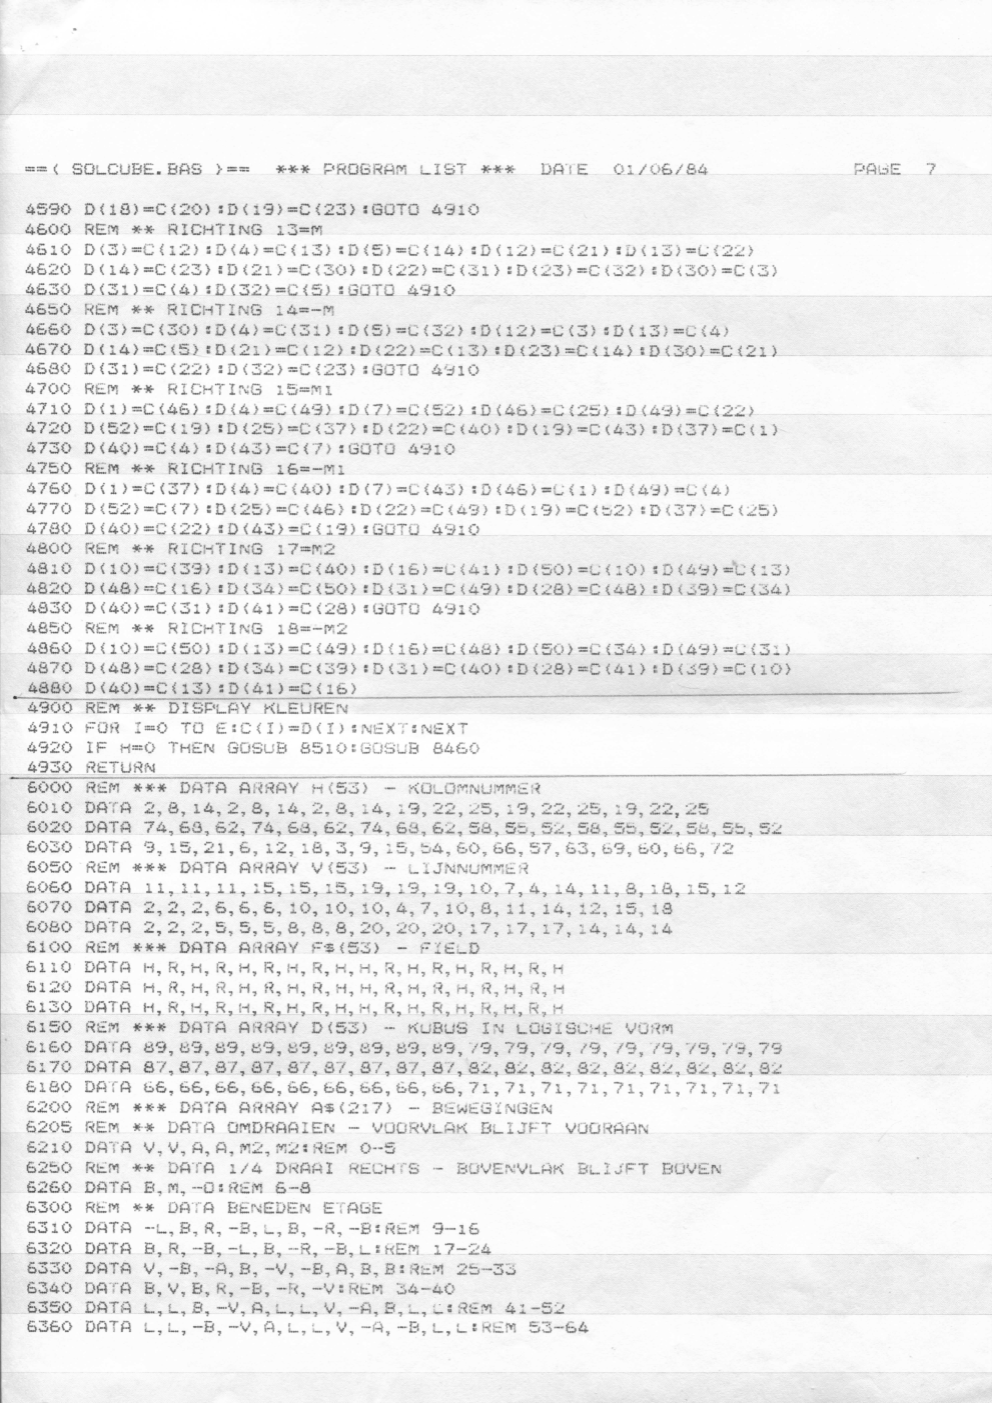 ==( SOLCUBE.BAS )== *** PROGRAM LIST *** DATE 01/06/84 PAGE 7
4590 D(18)=C(20):D(19)=C(23):GOTO 4910
4600 REM ** RICHTING 13=M
4610 D(3)=C(12):D(4)=C(13):D(5)=C(14):D(12)=C(21):D(13)=C(22)
4620 D(14)=C(23):D(21)=C(30):D(22)=C(31):D(23)=C(32):D(30)=C(3)
4630 D(31)=C(4):D(32)=C(5):GOTO 4910
4650 REM ** RICHTING 14=-M
4660 D(3)=C(30):D(4)=C(31):D(5)=C(32):D(12)=C(3):D(13)=C(4)
4670 D(14)=C(5):D(21)=C(12):D(22)=C(13):D(23)=C(14):D(30)=C(21)
4680 D(31)=C(22):D(32)=C(23):GOTO 4910
4700 REM ** RICHTING 15=M1
4710 D(1)=C(46):D(4)=C(49):D(7)=C(52):D(46)=C(25):D(49)=C(22)
4720 D(52)=C(19):D(25)=C(37):D(22)=C(40):D(19)=C(43):D(37)=C(1)
4730 D(40)=C(4):D(43)=C(7):GOTO 4910
4750 REM ** RICHTING 16=-M1
4760 D(1)=C(37):D(4)=C(40):D(7)=C(43):D(46)=C(1):D(49)=C(4)
4770 D(52)=C(7):D(25)=C(46):D(22)=C(49):D(19)=C(52):D(37)=C(25)
4780 D(40)=C(22):D(43)=C(19):GOTO 4910
4800 REM ** RICHTING 17=M2
4810 D(10)=C(39):D(13)=C(40):D(16)=C(41):D(50)=C(10):D(49)=C(13)
4820 D(48)=C(16):D(34)=C(50):D(31)=C(49):D(28)=C(48):D(39)=C(34)
4830 D(40)=C(31):D(41)=C(28):GOTO 4910
4850 REM ** RICHTING 18=-M2
4860 D(10)=C(50):D(13)=C(49):D(16)=C(48):D(50)=C(34):D(49)=C(31)
4870 D(48)=C(28):D(34)=C(39):D(31)=C(40):D(28)=C(41):D(39)=C(10)
4880 D(40)=C(13):D(41)=C(16)
4900 REM ** DISPLAY KLEUREN
4910 FOR I=0 TO E:C(I)=D(I):NEXT:NEXT
4920 IF H=0 THEN GOSUB 8510:GOSUB 8460
4930 RETURN
6000 REM *** DATA ARRAY H(53) - KOLOMNUMMER
6010 DATA 2,8,14,2,8,14,2,8,14,19,22,25,19,22,25,19,22,25
6020 DATA 74,68,62,74,68,62,74,68,62,58,55,52,58,55,52,58,55,52
6030 DATA 9,15,21,6,12,18,3,9,15,54,60,66,57,63,69,60,66,72
6050 REM *** DATA ARRAY V(53) - LIJNNUMMER
6060 DATA 11,11,11,15,15,15,19,19,19,10,7,4,14,11,8,18,15,12
6070 DATA 2,2,2,6,6,6,10,10,10,4,7,10,8,11,14,12,15,18
6080 DATA 2,2,2,5,5,5,8,8,8,20,20,20,17,17,17,14,14,14
6100 REM *** DATA ARRAY F$(53) - FIELD
6110 DATA H,R,H,R,H,R,H,R,H,H,R,H,R,H,R,H,R,H
6120 DATA H,R,H,R,H,R,H,R,H,H,R,H,R,H,R,H,R,H
6130 DATA H,R,H,R,H,R,H,R,H,H,R,H,R,H,R,H,R,H
6150 REM *** DATA ARRAY D(53) - KUBUS IN LOGISCHE VORM
6160 DATA 89,89,89,89,89,89,89,89,89,79,79,79,79,79,79,79,79,79
6170 DATA 87,87,87,87,87,87,87,87,87,82,82,82,82,82,82,82,82,82
6180 DATA 66,66,66,66,66,66,66,66,66,71,71,71,71,71,71,71,71,71
6200 REM *** DATA ARRAY A$(217) - BEWEGINGEN
6205 REM ** DATA OMDRAAIEN - VOORVLAK BLIJFT VOORAAN
6210 DATA V,V,A,A,M2,M2:REM 0-5
6250 REM ** DATA 1/4 DRAAI RECHTS - BOVENVLAK BLIJFT BOVEN
6260 DATA B,M,-O:REM 6-8
6300 REM ** DATA BENEDEN ETAGE
6310 DATA -L,B,R,-B,L,B,-R,-B:REM 9-16
6320 DATA B,R,-B,-L,B,-R,-B,L:REM 17-24
6330 DATA V,-B,-A,B,-V,-B,A,B,B:REM 25-33
6340 DATA B,V,B,R,-B,-R,-V:REM 34-40
6350 DATA L,L,B,-V,A,L,L,V,-A,B,L,L:REM 41-52
6360 DATA L,L,-B,-V,A,L,L,V,-A,-B,L,L:REM 53-64